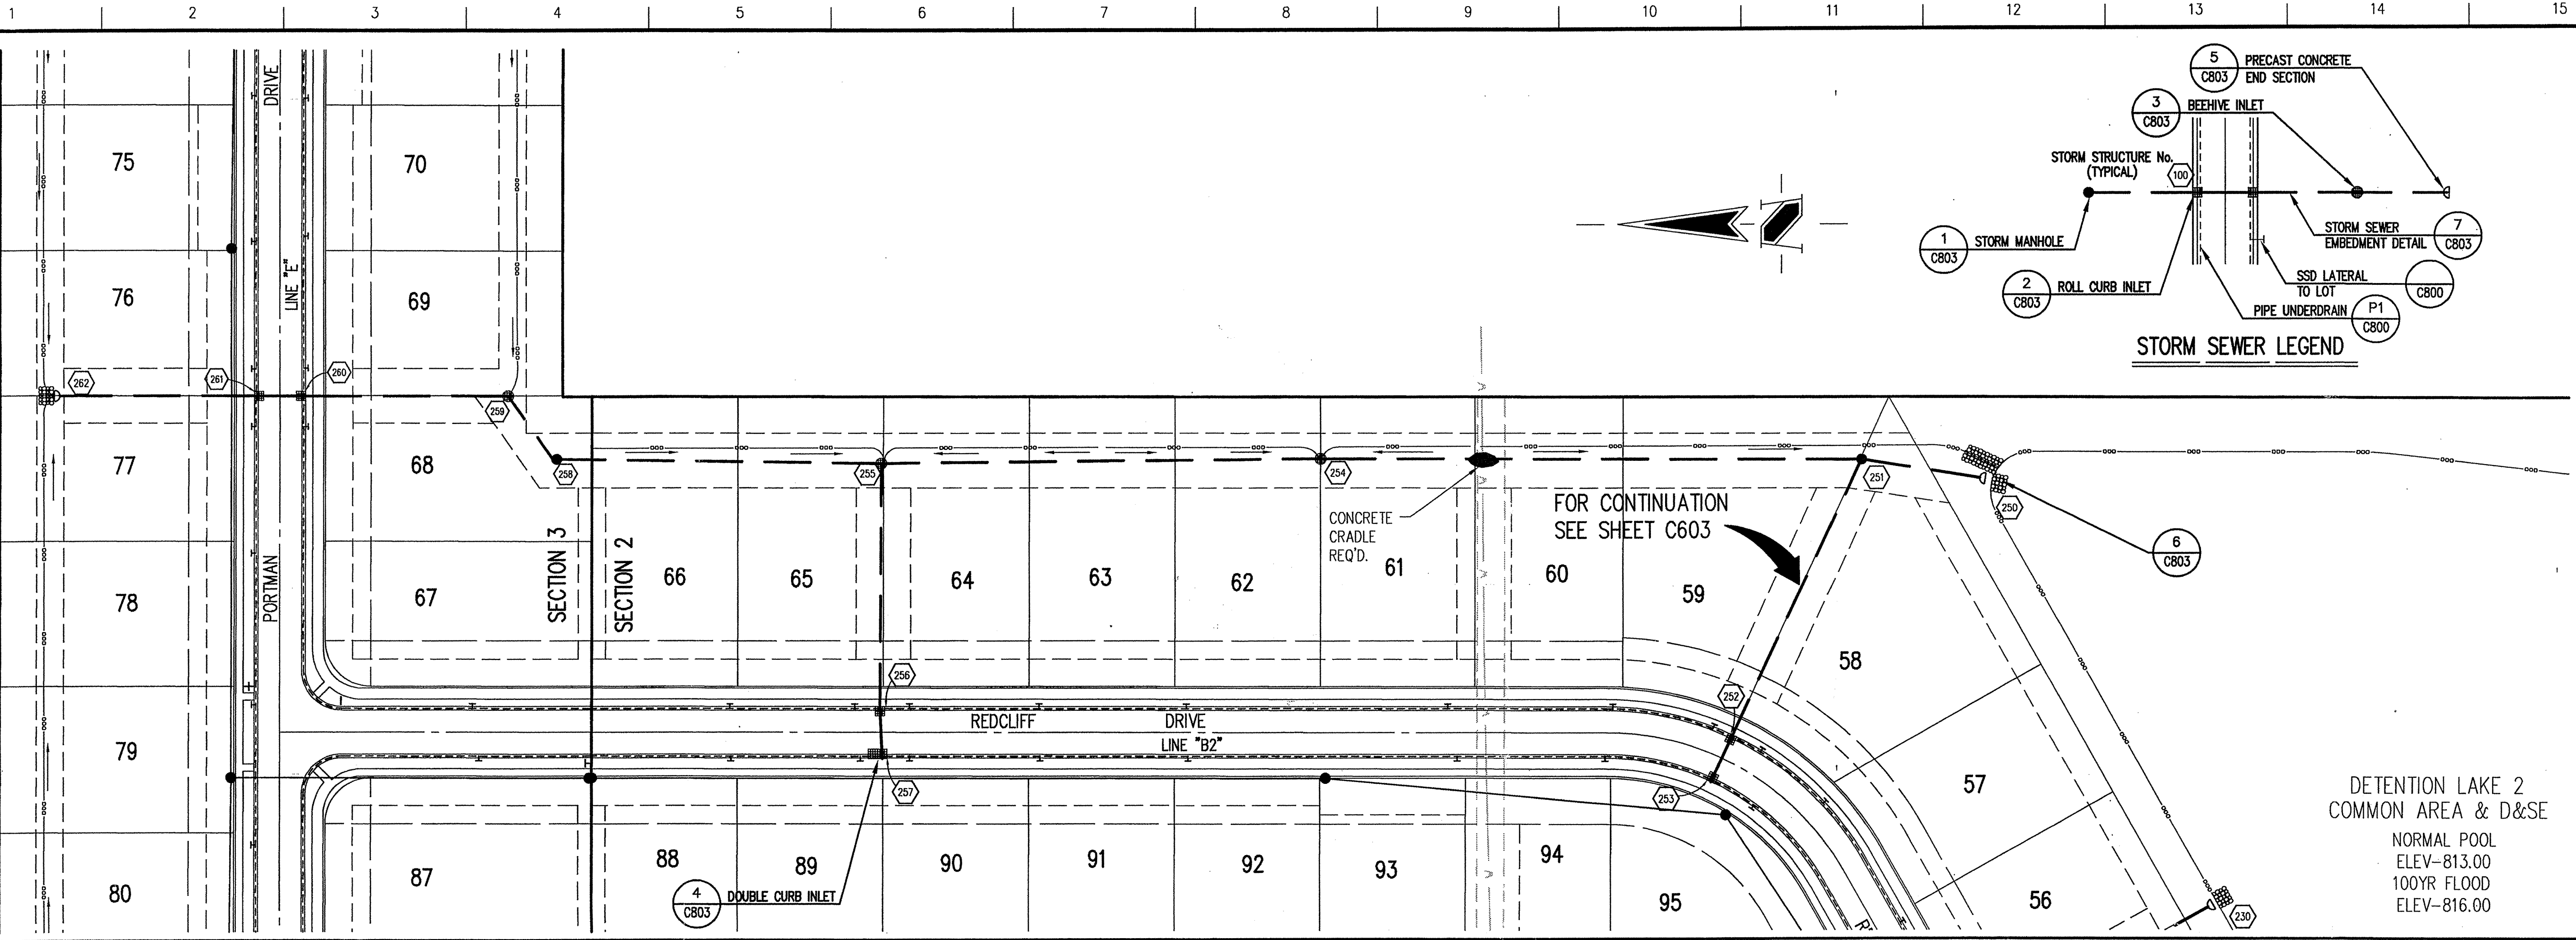 1 2 3 4 5 6 7 8 9 10 11 12 13 14 15
5
C803
PRECAST CONCRETE
END SECTION
3
C803
BEEHIVE INLET
STORM STRUCTURE No.
(TYPICAL)
100
1
C803
STORM MANHOLE
2
C803
ROLL CURB INLET
STORM SEWER
EMBEDMENT DETAIL
7
C803
SSD LATERAL
TO LOT
C800
PIPE UNDERDRAIN
P1
C800
STORM SEWER LEGEND
DRIVE
LINE "E"
PORTMAN
75
76
77
78
79
80
70
69
68
67
87
262
261
260
259
258
255
254
251
250
SECTION 3
SECTION 2
66
65
64
63
62
61
60
59
58
57
56
CONCRETE
CRADLE
REQ'D.
FOR CONTINUATION
SEE SHEET C603
6
C803
256
252
REDCLIFF DRIVE
LINE "B2"
257
253
88
89
90
91
92
93
94
95
4
C803
DOUBLE CURB INLET
DETENTION LAKE 2
COMMON AREA & D&SE
NORMAL POOL
ELEV-813.00
100YR FLOOD
ELEV-816.00
230